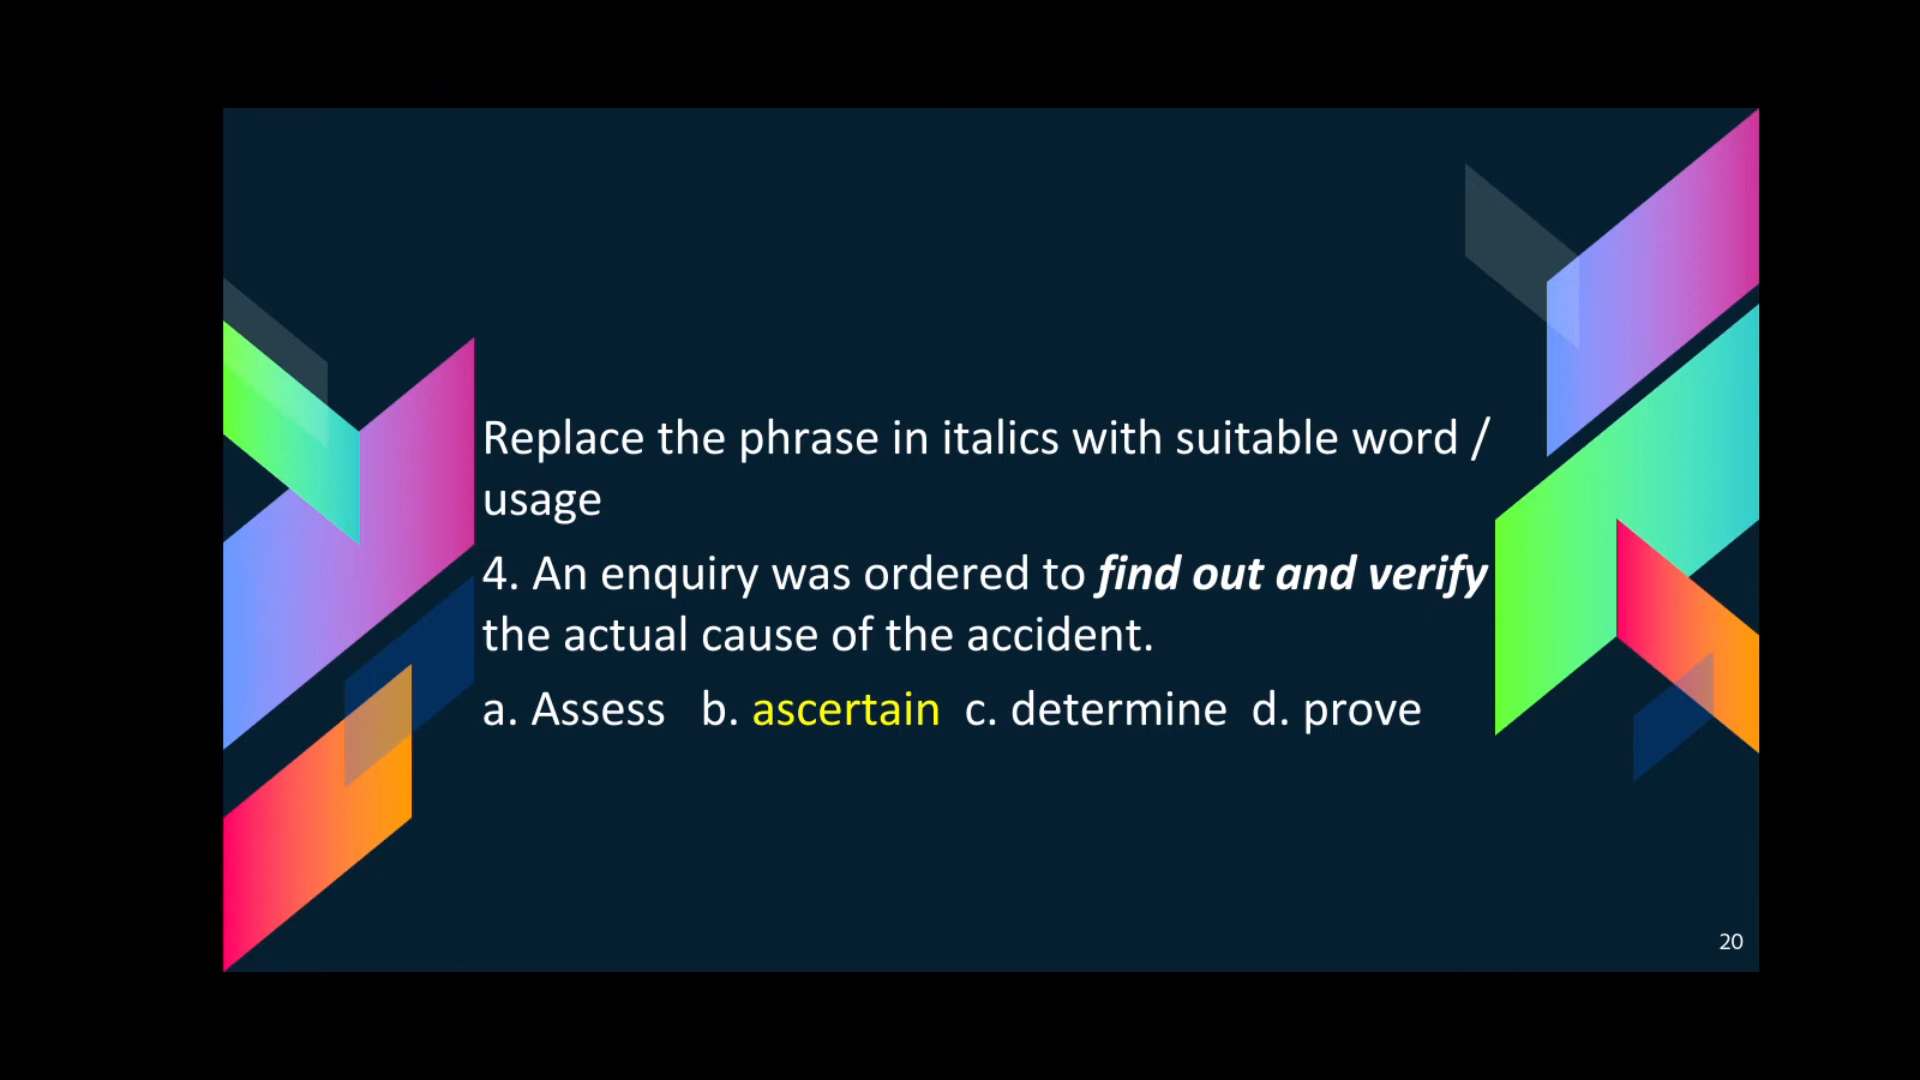 Replace the phrase in italics with suitable word /
usage
4. An enquiry was ordered to find out and verify
the actual cause of the accident.
a. Assess b. ascertain c. determine d. prove
20